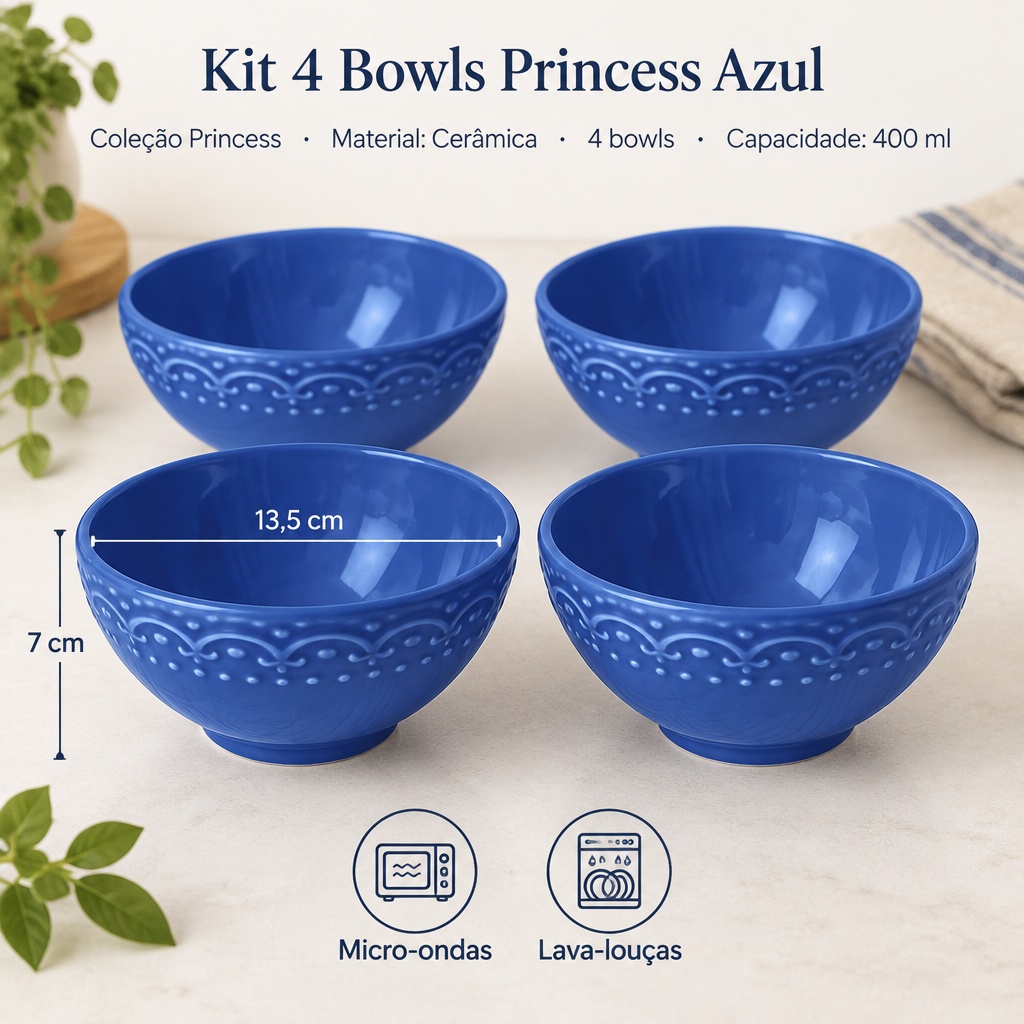 Kit 4 Bowls Princess Azul
Coleção Princess · Material: Cerâmica · 4 bowls · Capacidade: 400 ml
13,5 cm
7 cm
Micro-ondas
Lava-louças